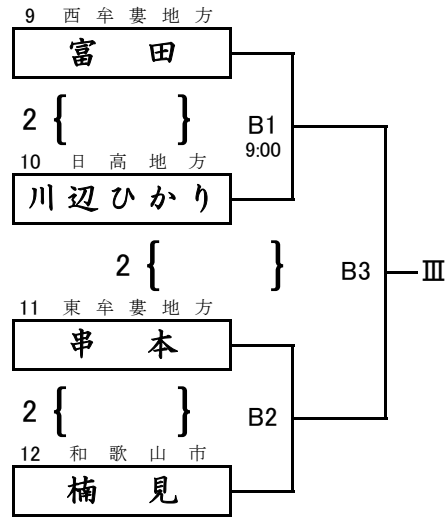 9 西牟婁地方
富田
2 { }
B1
9:00
10 日高地方
川辺ひかり
2 { }
B3
Ⅲ
11 東牟婁地方
串本
2 { }
B2
12 和歌山市
楠見